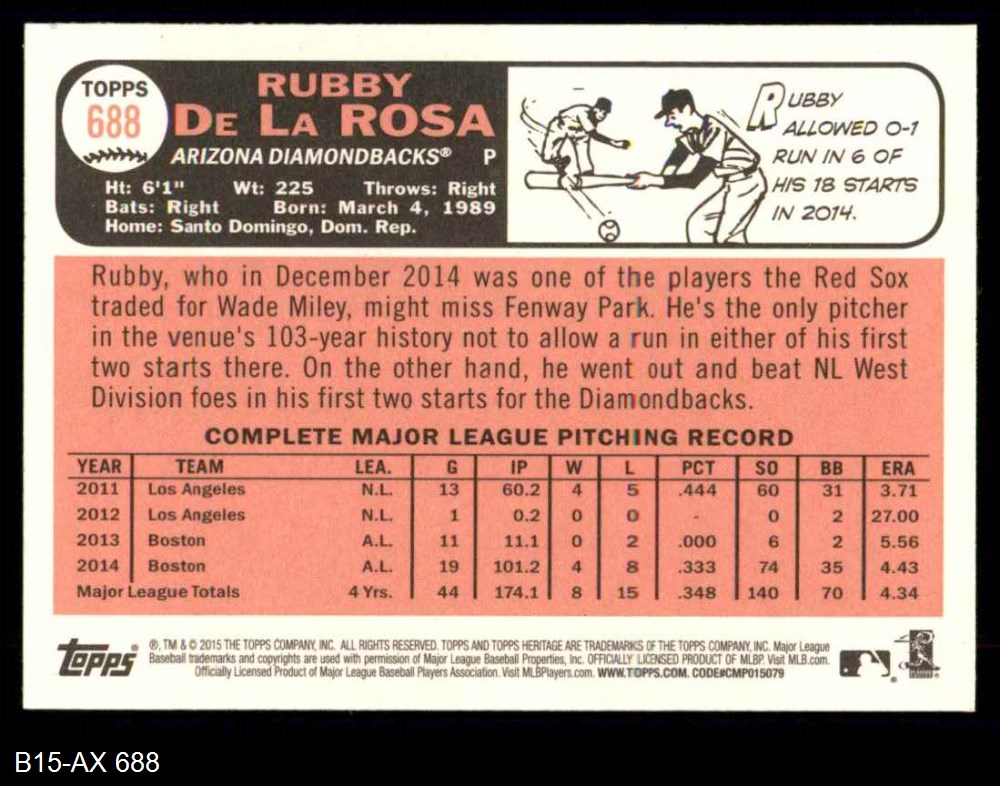 TOPPS
688
RUBBY
DE LA ROSA
ARIZONA DIAMONDBACKS® P
Ht: 6'1" Wt: 225 Throws: Right
Bats: Right Born: March 4, 1989
Home: Santo Domingo, Dom. Rep.
RUBBY
ALLOWED 0-1
RUN IN 6 OF
HIS 18 STARTS
IN 2014.
Rubby, who in December 2014 was one of the players the Red Sox
traded for Wade Miley, might miss Fenway Park. He's the only pitcher
in the venue's 103-year history not to allow a run in either of his first
two starts there. On the other hand, he went out and beat NL West
Division foes in his first two starts for the Diamondbacks.
COMPLETE MAJOR LEAGUE PITCHING RECORD
YEAR TEAM LEA. G IP W L PCT SO BB ERA
2011 Los Angeles N.L. 13 60.2 4 5 .444 60 31 3.71
2012 Los Angeles N.L. 1 0.2 0 0 - 0 2 27.00
2013 Boston A.L. 11 11.1 0 2 .000 6 2 5.56
2014 Boston A.L. 19 101.2 4 8 .333 74 35 4.43
Major League Totals 4 Yrs. 44 174.1 8 15 .348 140 70 4.34
topps®
®, TM & © 2015 THE TOPPS COMPANY, INC. ALL RIGHTS RESERVED. TOPPS AND TOPPS HERITAGE ARE TRADEMARKS OF THE TOPPS COMPANY, INC. Major League
Baseball trademarks and copyrights are used with permission of Major League Baseball Properties, Inc. OFFICIALLY LICENSED PRODUCT OF MLBP. Visit MLB.com.
Officially Licensed Product of Major League Baseball Players Association. Visit MLBPlayers.com. WWW.TOPPS.COM. CODE#CMP015079
B15-AX 688